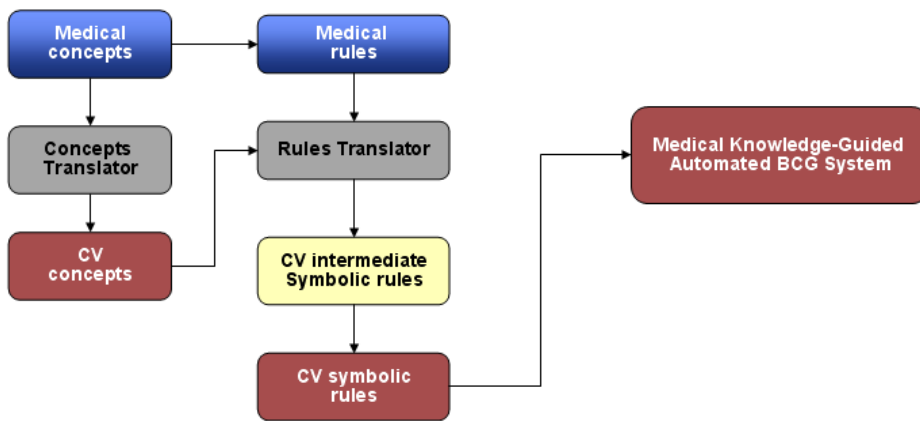 Medical
concepts
Medical
rules
Concepts
Translator
Rules Translator
Medical Knowledge-Guided
Automated BCG System
CV
concepts
CV intermediate
Symbolic rules
CV symbolic
rules